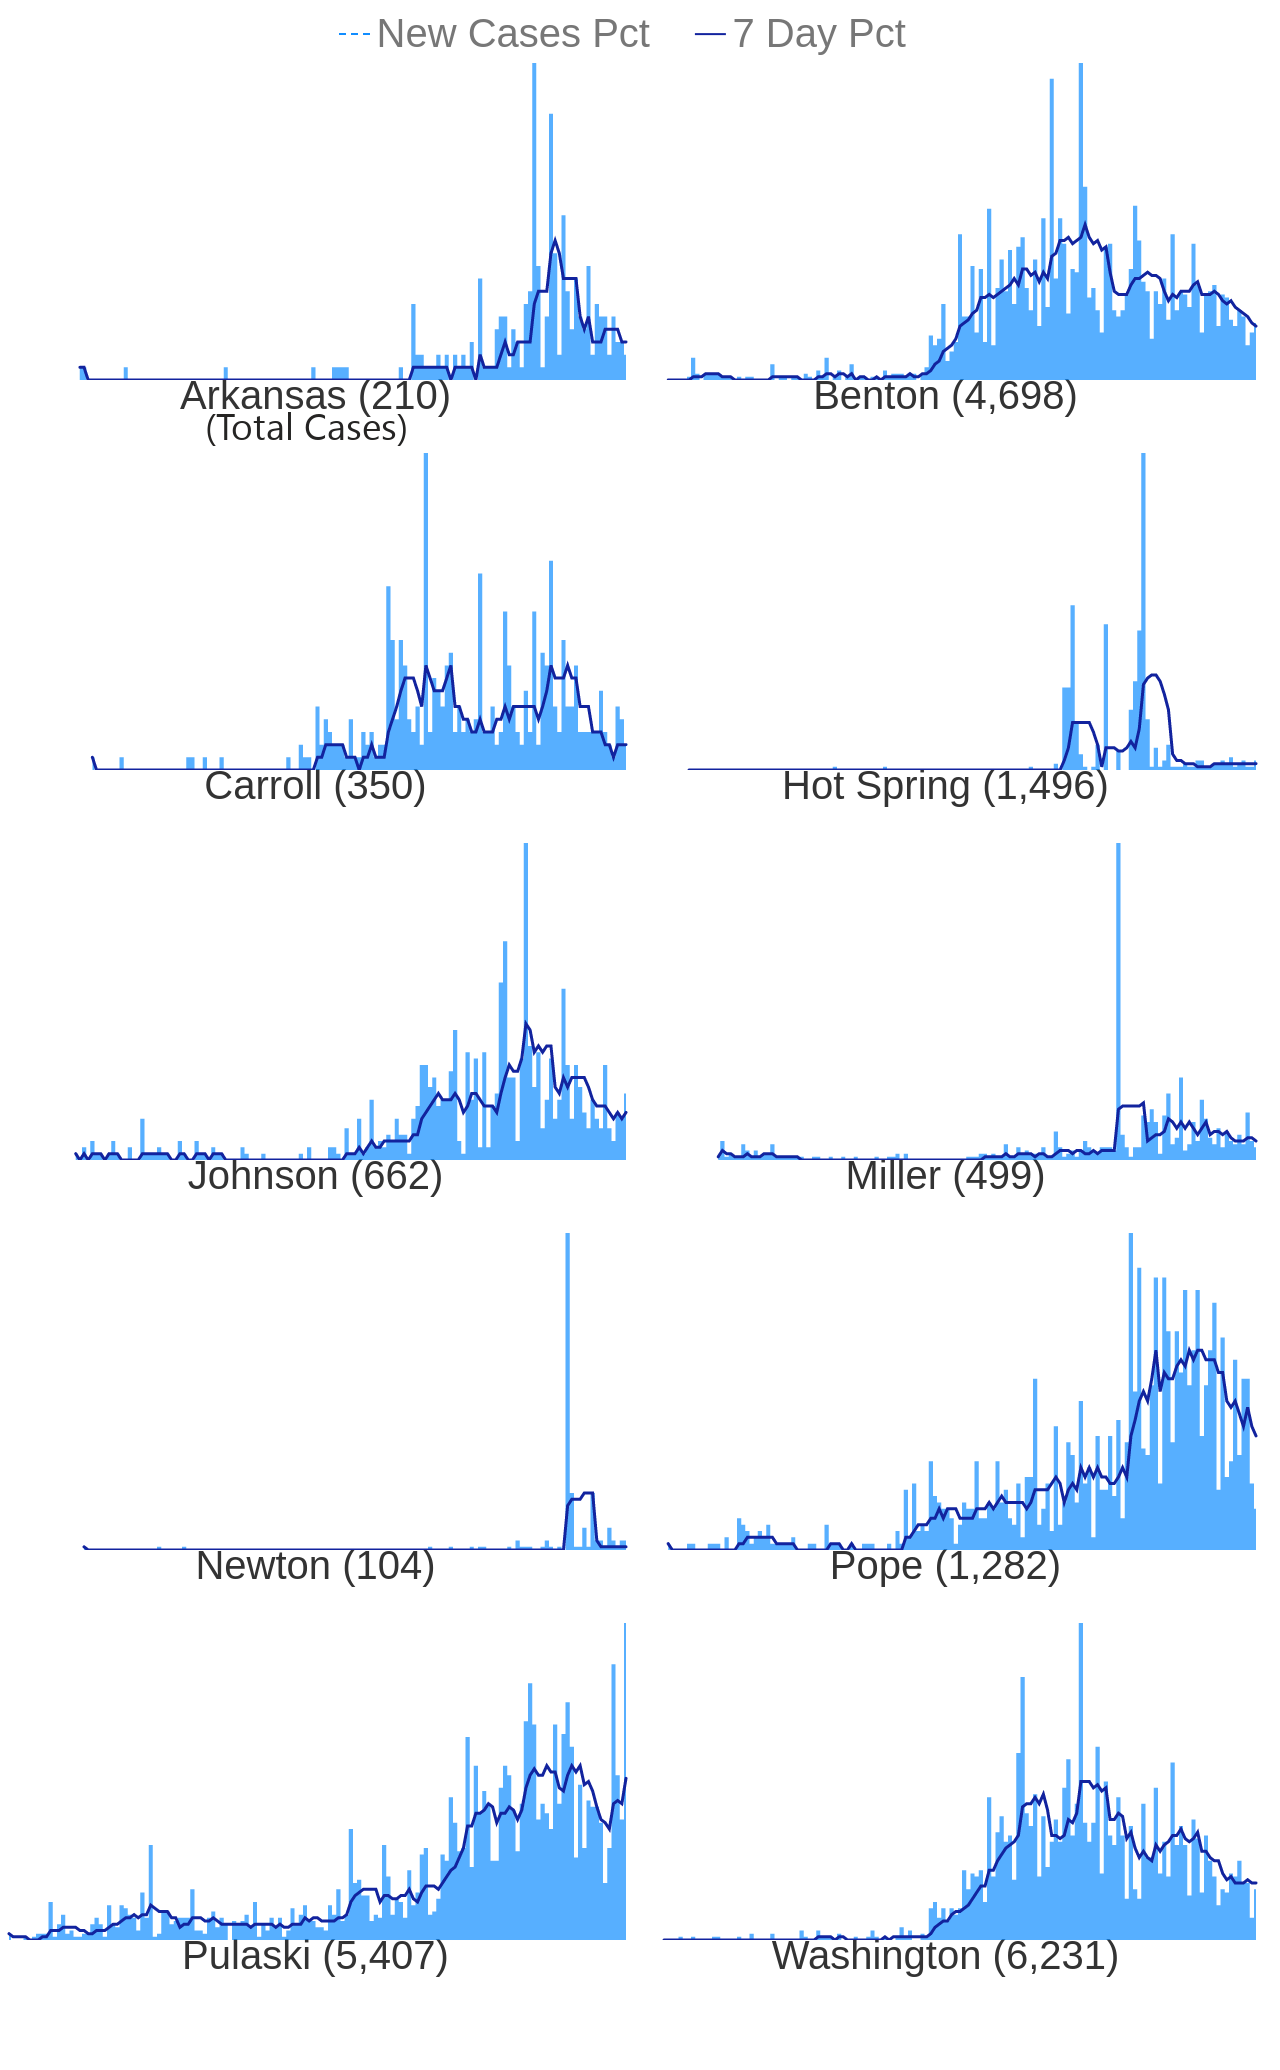 New Cases Pct 7 Day Pct
Arkansas (210) Benton (4,698)
(Total Cases)
Carroll (350) Hot Spring (1,496)
Johnson (662) Miller (499)
Newton (104) Pope (1,282)
Pulaski (5,407) Washington (6,231)